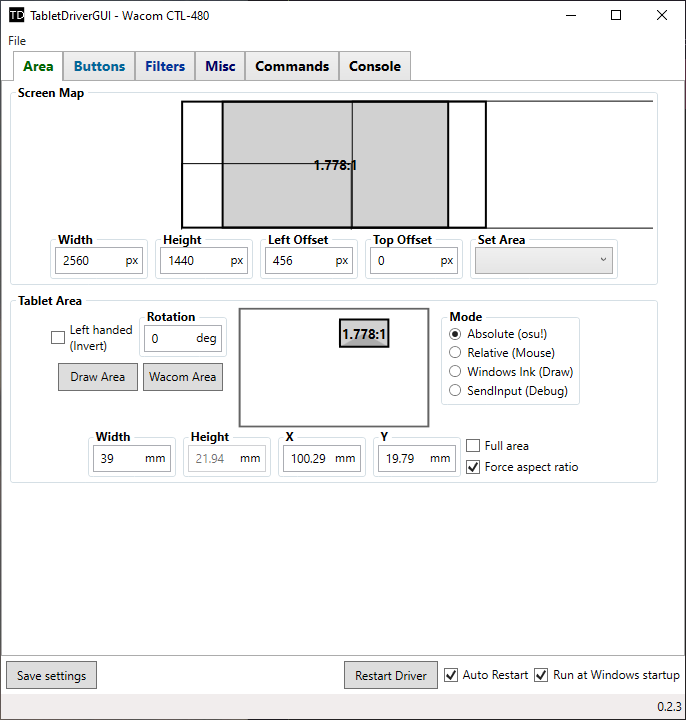 TD TabletDriverGUI - Wacom CTL-480
File
Area Buttons Filters Misc Commands Console
Screen Map
1.778:1
Width Height Left Offset Top Offset Set Area
2560 px 1440 px 456 px 0 px
Tablet Area
Left handed
(Invert)
Rotation
0 deg
Draw Area Wacom Area
1.778:1
Mode
Absolute (osu!)
Relative (Mouse)
Windows Ink (Draw)
SendInput (Debug)
Width Height X Y
39 mm 21.94 mm 100.29 mm 19.79 mm
Full area
Force aspect ratio
Save settings Restart Driver Auto Restart Run at Windows startup
0.2.3